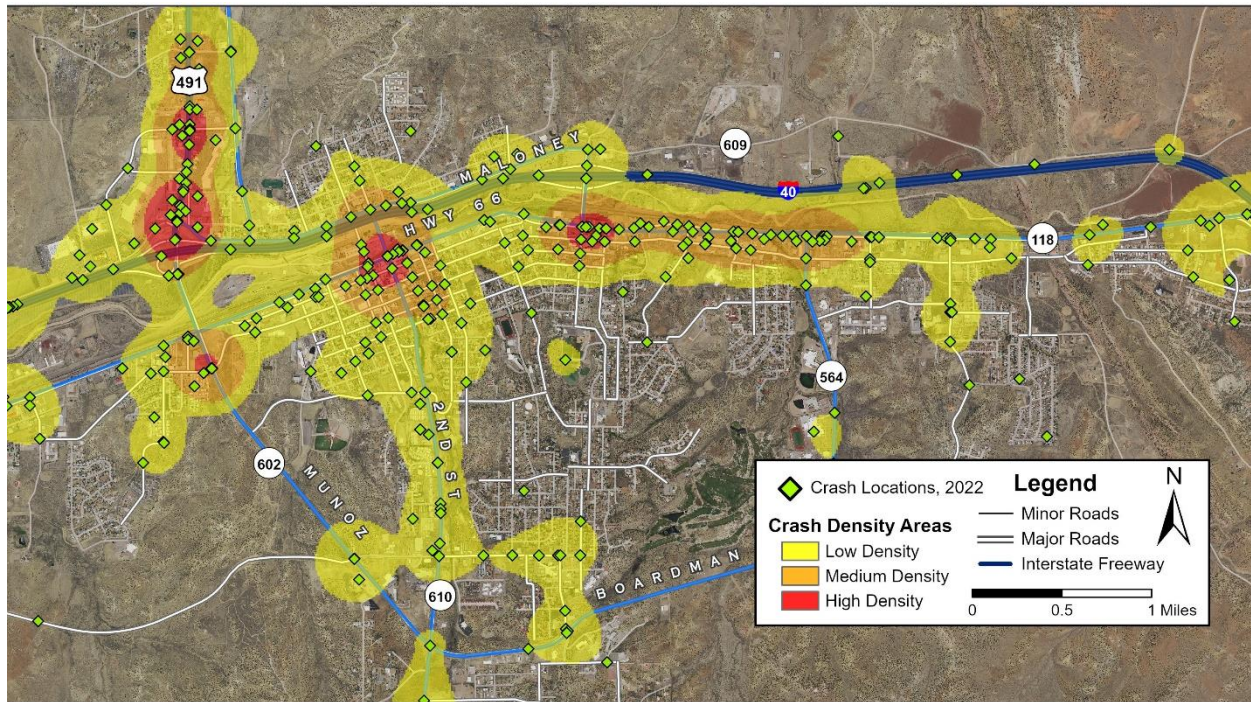 491
MALONEY
609
HWY 66
40
118
564
2ND ST
602
MUNOZ
610
BOARDMAN
Legend
N
Crash Locations, 2022
Crash Density Areas
Low Density
Medium Density
High Density
Minor Roads
Major Roads
Interstate Freeway
0 0.5 1 Miles